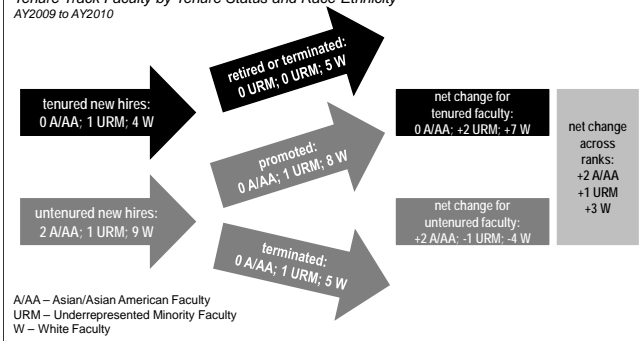 Tenure Track Faculty by Tenure Status and Race-Ethnicity
AY2009 to AY2010
retired or terminated:
0 URM; 0 URM; 5 W
tenured new hires:
0 A/AA; 1 URM; 4 W
net change for
tenured faculty:
0 A/AA; +2 URM; +7 W
promoted:
0 A/AA; 1 URM; 8 W
net change
across
ranks:
+2 A/AA
+1 URM
+3 W
untenured new hires:
2 A/AA; 1 URM; 9 W
net change for
untenured faculty:
+2 A/AA; -1 URM; -4 W
terminated:
0 A/AA; 1 URM; 5 W
A/AA – Asian/Asian American Faculty
URM – Underrepresented Minority Faculty
W – White Faculty